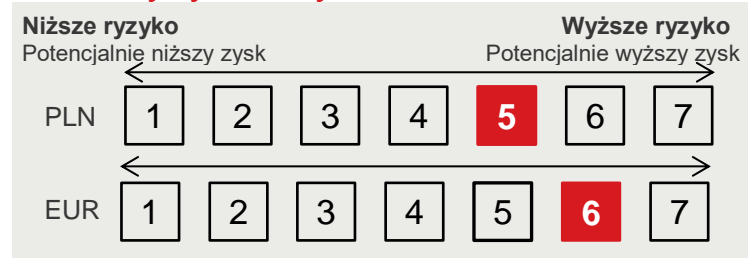 Niższe ryzyko Wyższe ryzyko
Potencjalnie niższy zysk Potencjalnie wyższy zysk
PLN 1 2 3 4 5 6 7
EUR 1 2 3 4 5 6 7